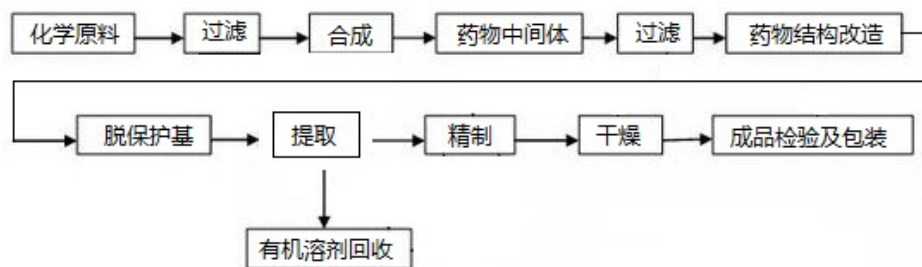 化学原料 过滤 合成 药物中间体 过滤 药物结构改造
脱保护基 提取 精制 干燥 成品检验及包装
有机溶剂回收